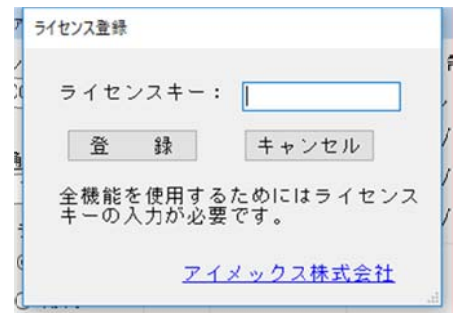 ライセンス登録
ライセンスキー：
登　録
キャンセル
全機能を使用するためにはライセンス
キーの入力が必要です。
アイメックス株式会社